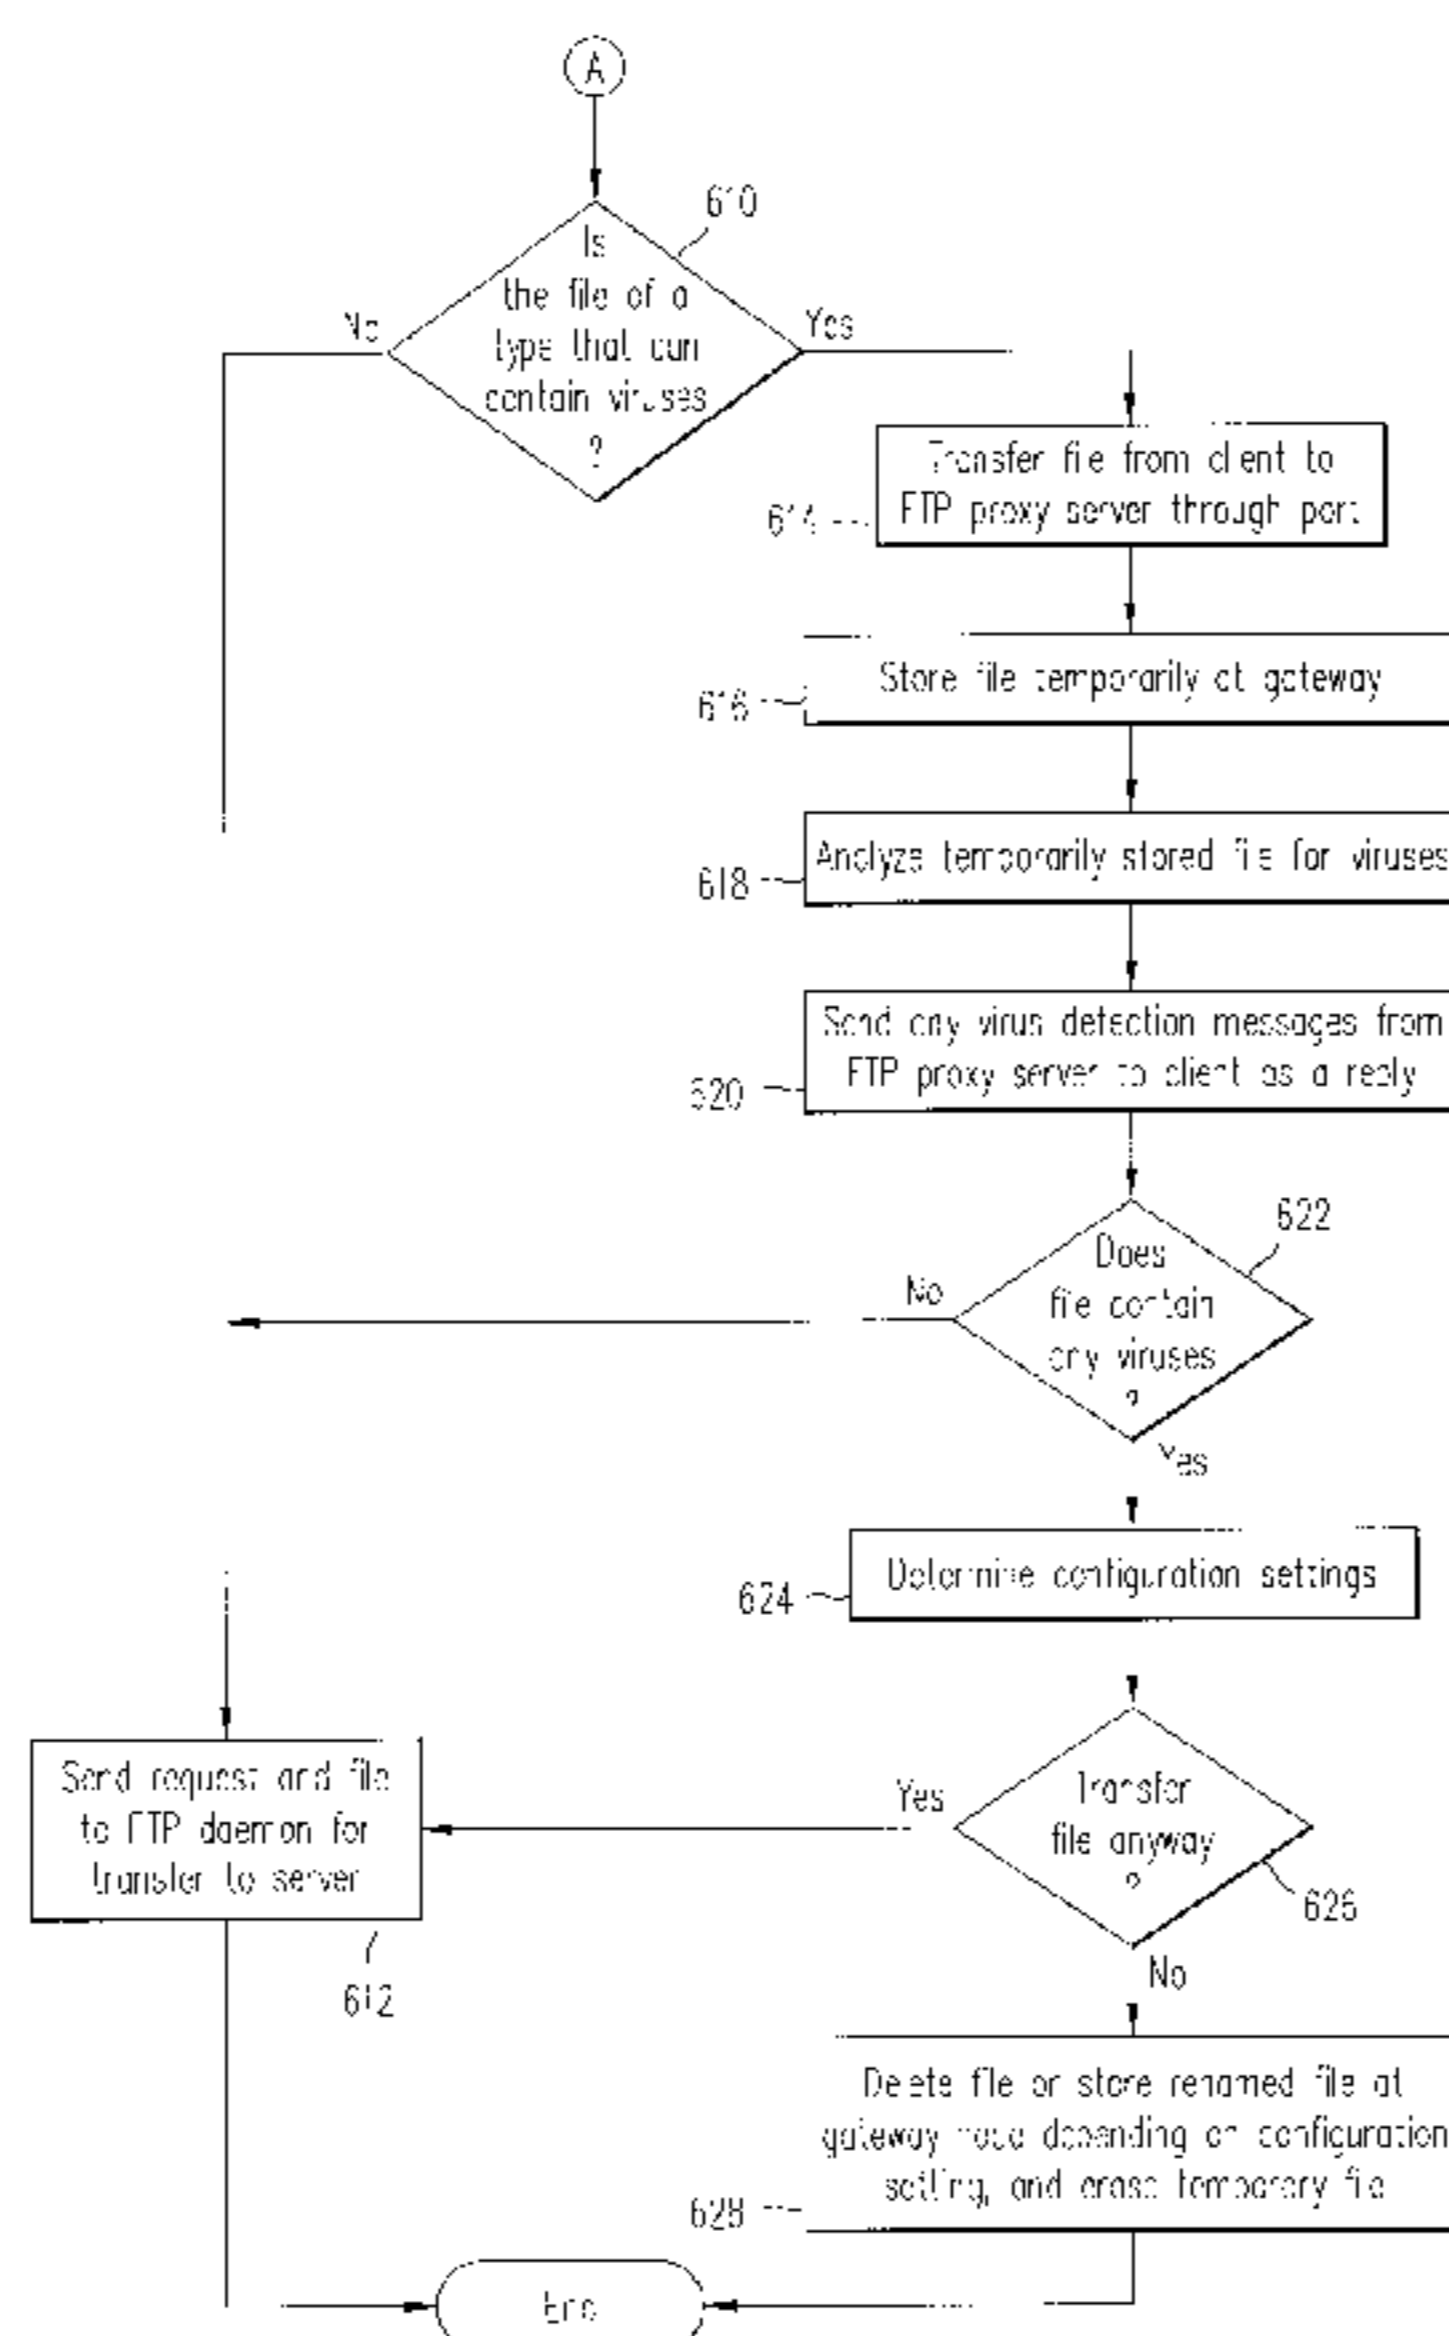 A
610
Is
the file of a
type that can
contain viruses
?
No
Yes
Transfer file from client to
FTP proxy server through port
614
Store file temporarily at gateway
616
Analyze temporarily stored file for viruses
618
Send any virus detection messages from
FTP proxy server to client as a reply
620
622
Does
file contain
any viruses
?
No
Yes
Determine configuration settings
624
Send request and file
to FTP daemon for
transfer to server
612
Yes
Transfer
file anyway
?
626
No
Delete file or store renamed file at
gateway node depending on configuration
setting, and erase temporary file
628
End